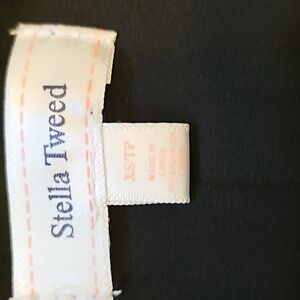 Stella Tweed
XS/TP
MADE IN
CHINA